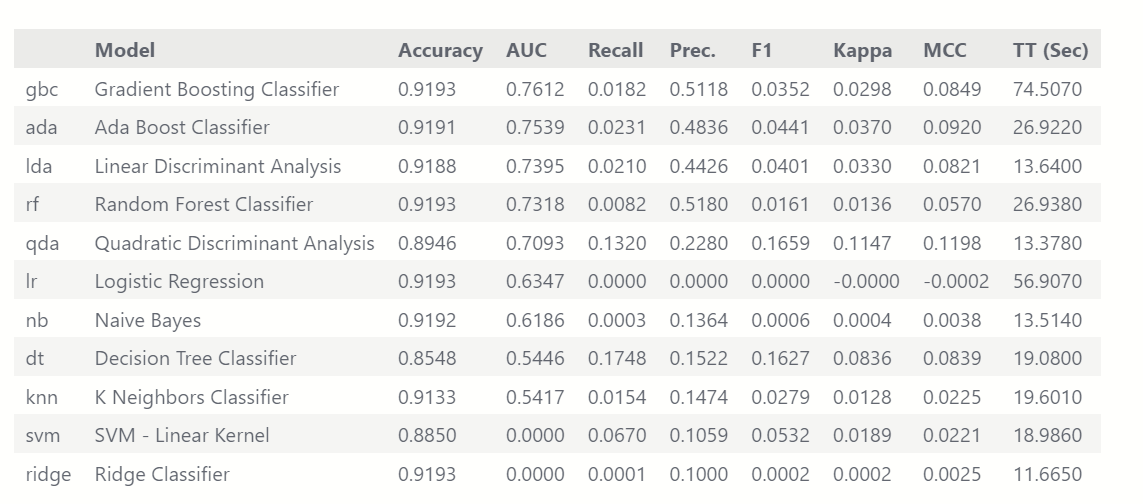 Model Accuracy AUC Recall Prec. F1 Kappa MCC TT (Sec)
gbc Gradient Boosting Classifier 0.9193 0.7612 0.0182 0.5118 0.0352 0.0298 0.0849 74.5070
ada Ada Boost Classifier 0.9191 0.7539 0.0231 0.4836 0.0441 0.0370 0.0920 26.9220
lda Linear Discriminant Analysis 0.9188 0.7395 0.0210 0.4426 0.0401 0.0330 0.0821 13.6400
rf Random Forest Classifier 0.9193 0.7318 0.0082 0.5180 0.0161 0.0136 0.0570 26.9380
qda Quadratic Discriminant Analysis 0.8946 0.7093 0.1320 0.2280 0.1659 0.1147 0.1198 13.3780
lr Logistic Regression 0.9193 0.6347 0.0000 0.0000 0.0000 -0.0000 -0.0002 56.9070
nb Naive Bayes 0.9192 0.6186 0.0003 0.1364 0.0006 0.0004 0.0038 13.5140
dt Decision Tree Classifier 0.8548 0.5446 0.1748 0.1522 0.1627 0.0836 0.0839 19.0800
knn K Neighbors Classifier 0.9133 0.5417 0.0154 0.1474 0.0279 0.0128 0.0225 19.6010
svm SVM - Linear Kernel 0.8850 0.0000 0.0670 0.1059 0.0532 0.0189 0.0221 18.9860
ridge Ridge Classifier 0.9193 0.0000 0.0001 0.1000 0.0002 0.0002 0.0025 11.6650